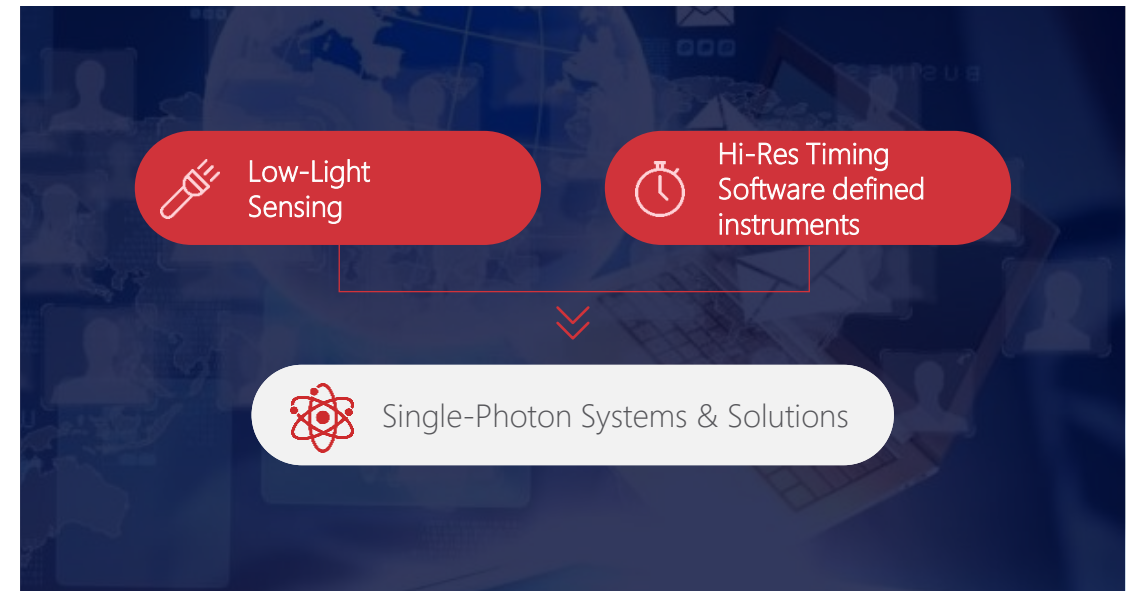 Low-Light
Sensing
Hi-Res Timing
Software defined
instruments
Single-Photon Systems & Solutions